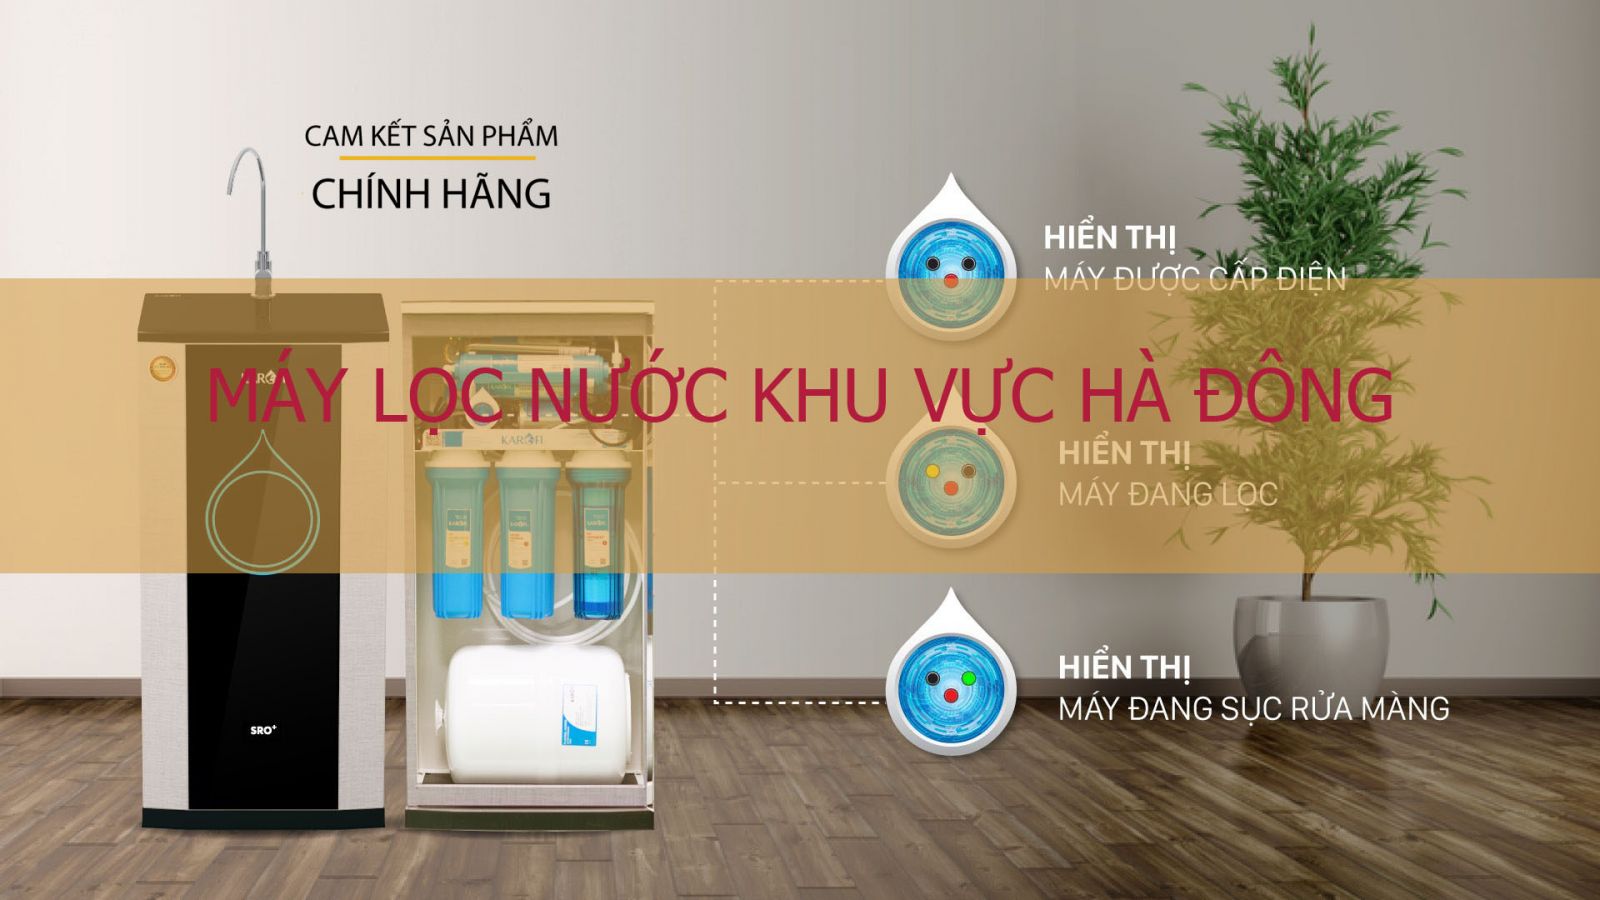 CAM KẾT SẢN PHẨM
CHÍNH HÃNG
HIỂN THỊ
MÁY ĐƯỢC CẤP ĐIỆN
MÁY LỌC NƯỚC KHU VỰC HÀ ĐÔNG
KAROFI
HIỂN THỊ
MÁY ĐANG LỌC
HIỂN THỊ
MÁY ĐANG SỤC RỬA MÀNG
SRO+